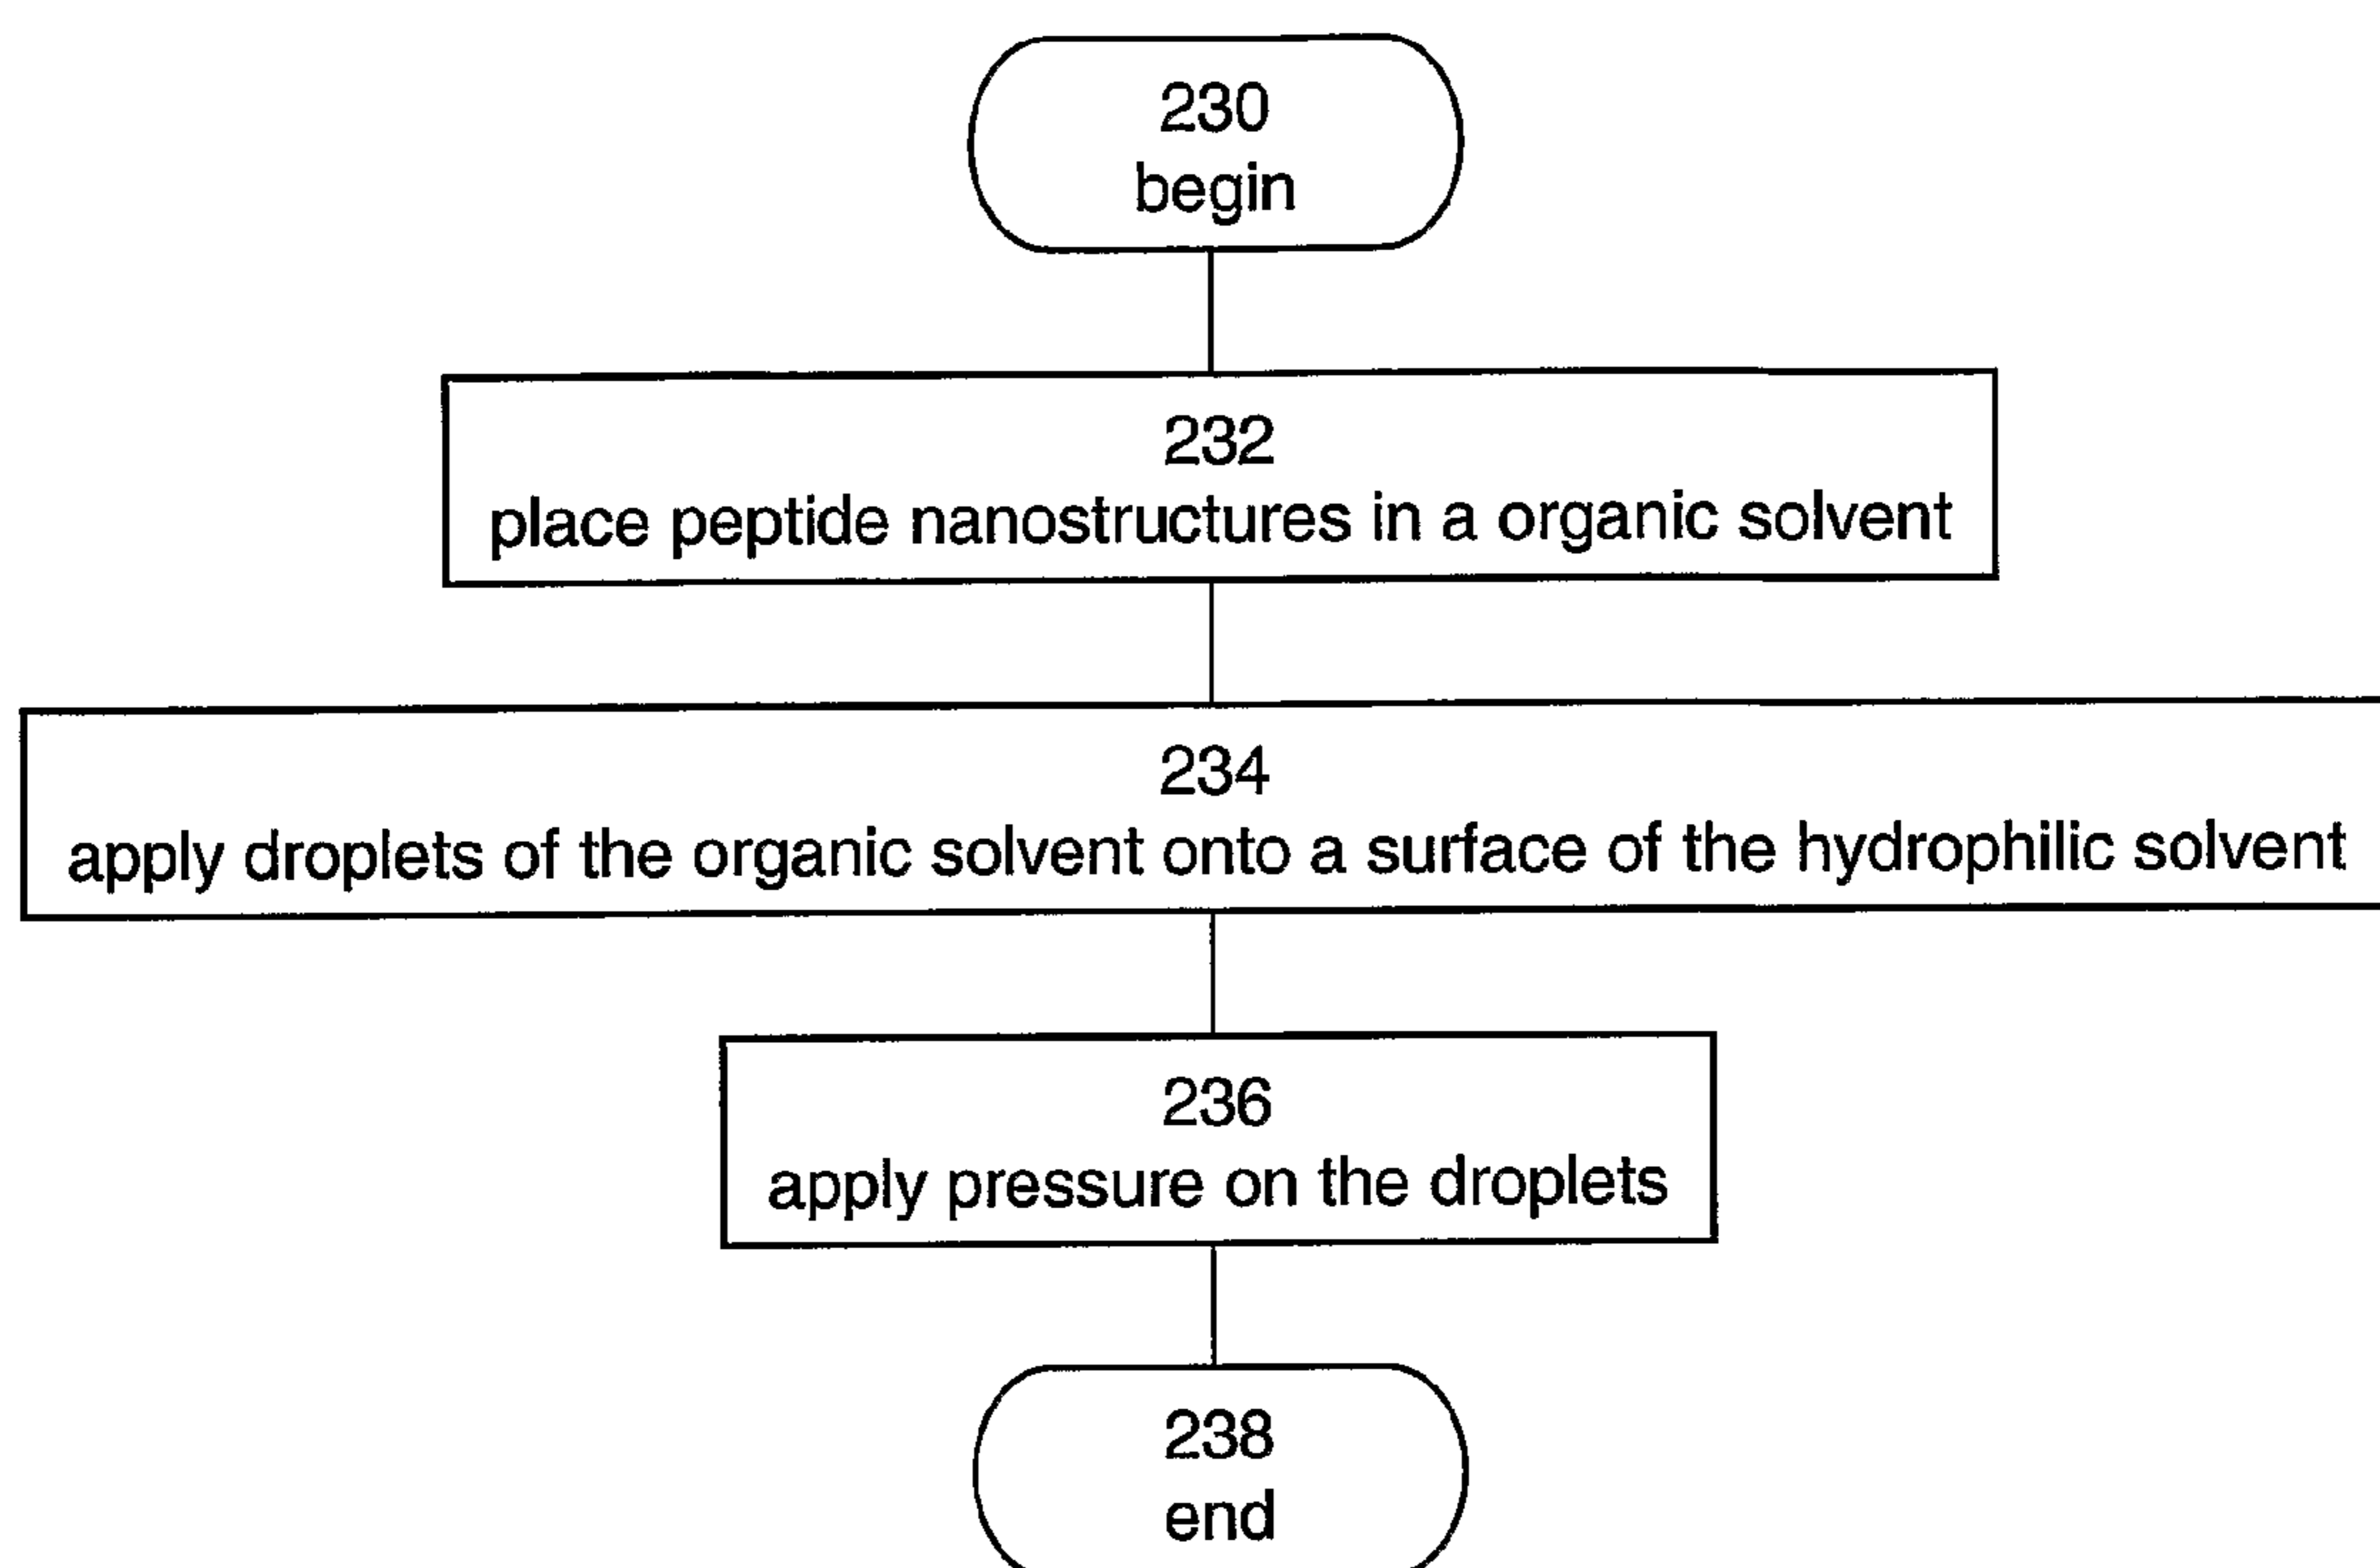 230
begin
232
place peptide nanostructures in a organic solvent
234
apply droplets of the organic solvent onto a surface of the hydrophilic solvent
236
apply pressure on the droplets
238
end